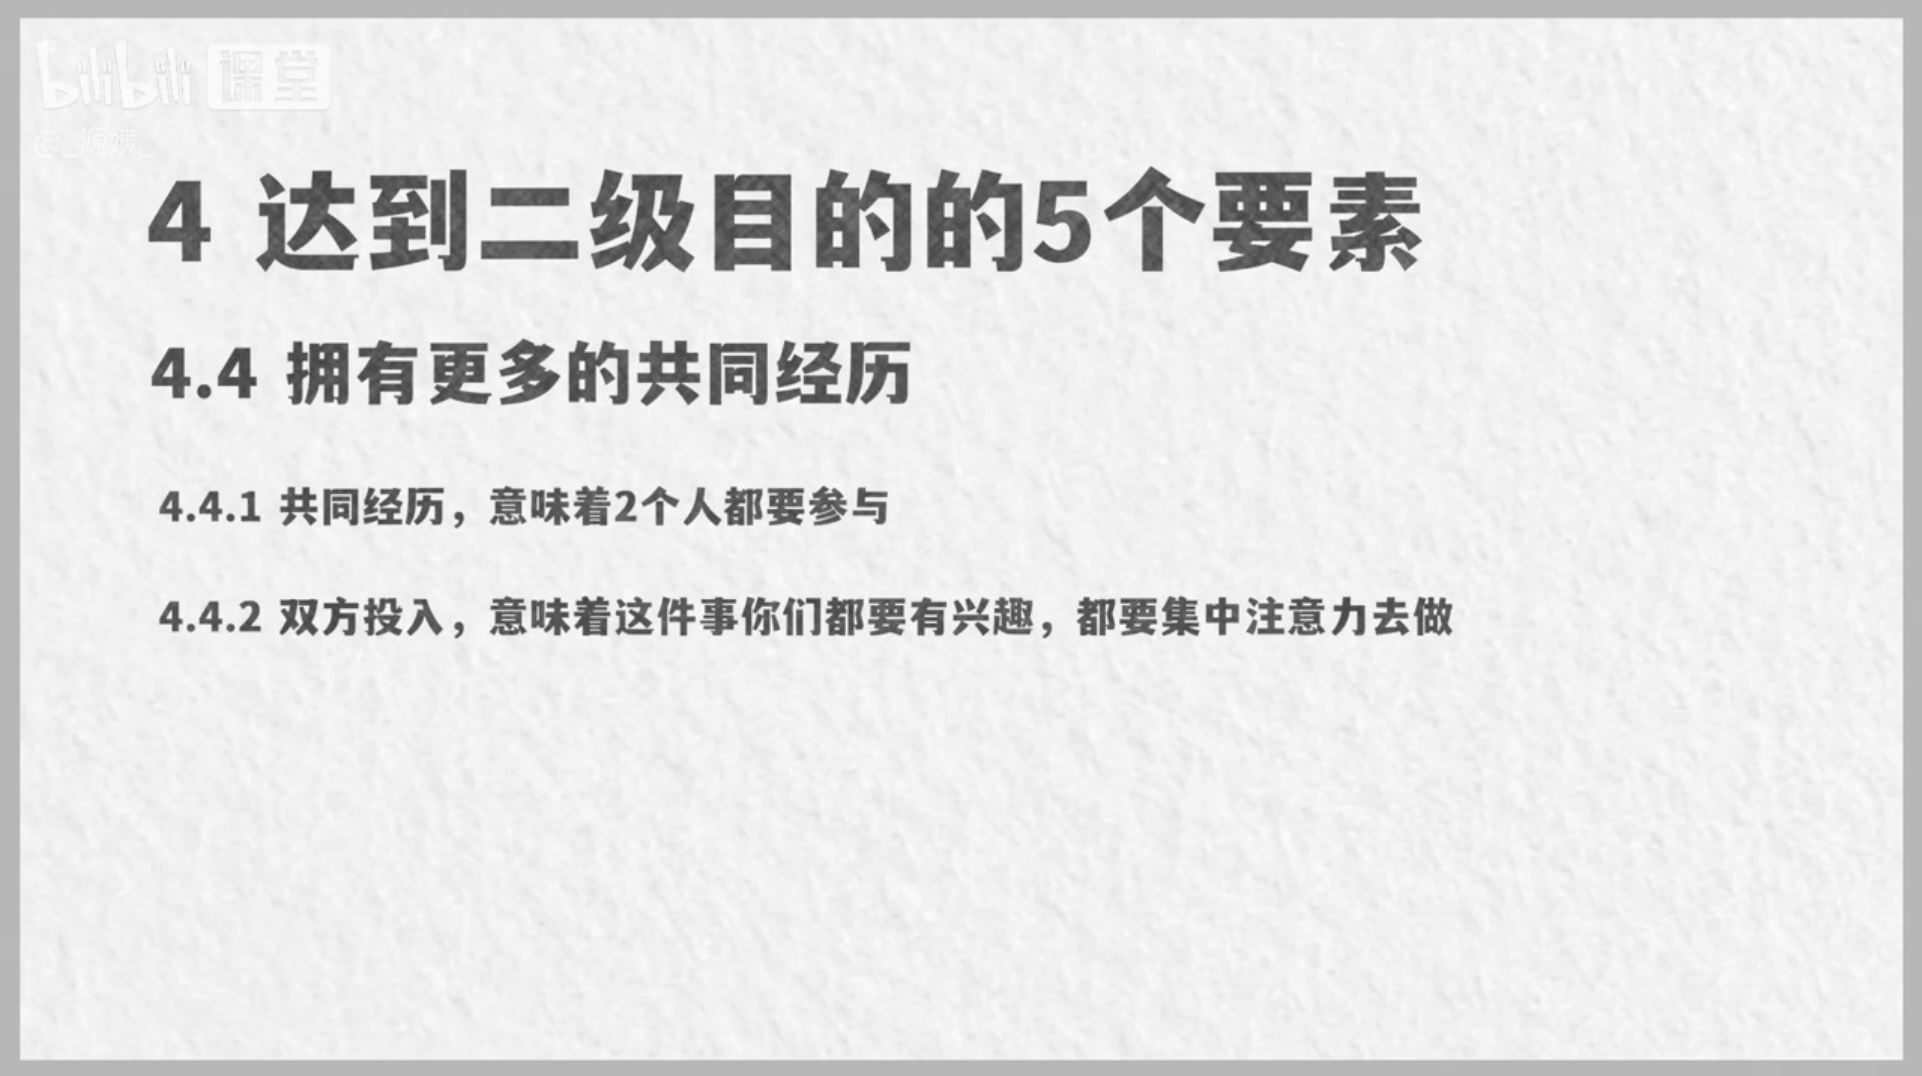 bilibili 课堂
@_源姨_
4 达到二级目的的5个要素
4.4 拥有更多的共同经历
4.4.1 共同经历，意味着2个人都要参与
4.4.2 双方投入，意味着这件事你们都要有兴趣，都要集中注意力去做